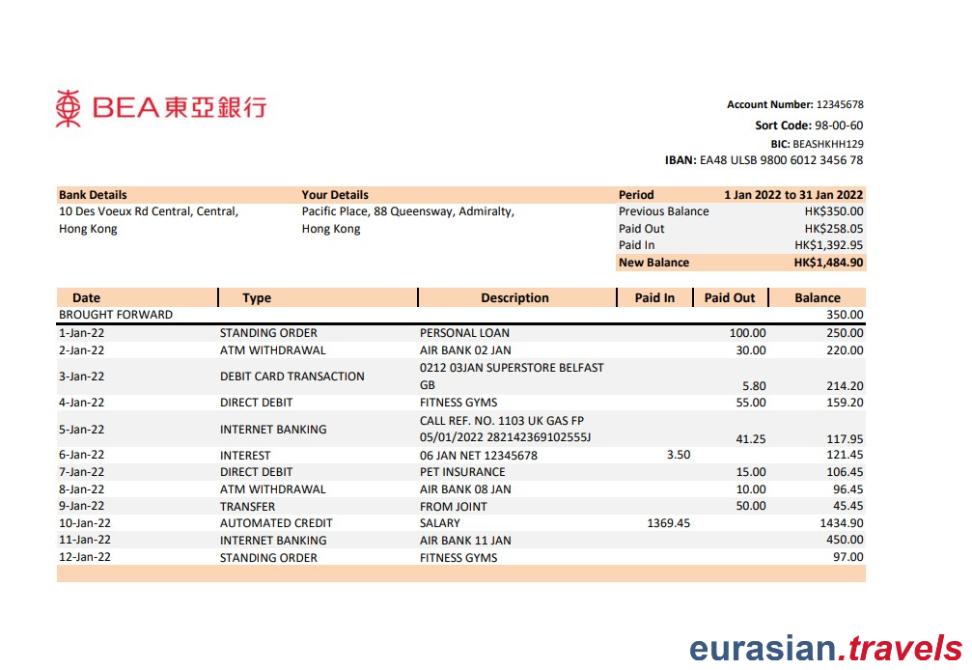 BEA東亞銀行
Account Number: 12345678
Sort Code: 98-00-60
BIC: BEASHKHH129
IBAN: EA48 ULSB 9800 6012 3456 78
Bank Details Your Details Period 1 Jan 2022 to 31 Jan 2022
10 Des Voeux Rd Central, Central, Pacific Place, 88 Queensway, Admiralty, Previous Balance HK$350.00
Hong Kong Hong Kong Paid Out HK$258.05
Paid In HK$1,392.95
New Balance HK$1,484.90
Date Type Description Paid In Paid Out Balance
BROUGHT FORWARD 350.00
1-Jan-22 STANDING ORDER PERSONAL LOAN 100.00 250.00
2-Jan-22 ATM WITHDRAWAL AIR BANK 02 JAN 30.00 220.00
3-Jan-22 DEBIT CARD TRANSACTION 0212 03JAN SUPERSTORE BELFAST
GB 5.80 214.20
4-Jan-22 DIRECT DEBIT FITNESS GYMS 55.00 159.20
5-Jan-22 INTERNET BANKING CALL REF. NO. 1103 UK GAS FP
05/01/2022 282142369102555J 41.25 117.95
6-Jan-22 INTEREST 06 JAN NET 12345678 3.50 121.45
7-Jan-22 DIRECT DEBIT PET INSURANCE 15.00 106.45
8-Jan-22 ATM WITHDRAWAL AIR BANK 08 JAN 10.00 96.45
9-Jan-22 TRANSFER FROM JOINT 50.00 45.45
10-Jan-22 AUTOMATED CREDIT SALARY 1369.45 1434.90
11-Jan-22 INTERNET BANKING AIR BANK 11 JAN 450.00
12-Jan-22 STANDING ORDER FITNESS GYMS 97.00
eurasian.travels